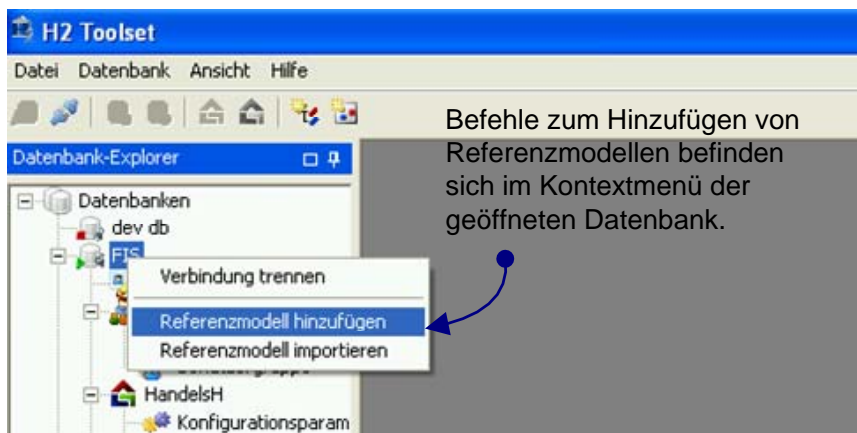 H2 Toolset
Datei Datenbank Ansicht Hilfe
Datenbank-Explorer
Befehle zum Hinzufügen von
Referenzmodellen befinden
sich im Kontextmenü der
geöffneten Datenbank.
Datenbanken
dev db
FIS
Verbindung trennen
Referenzmodell hinzufügen
Referenzmodell importieren
HandelsH
Konfigurationsparam